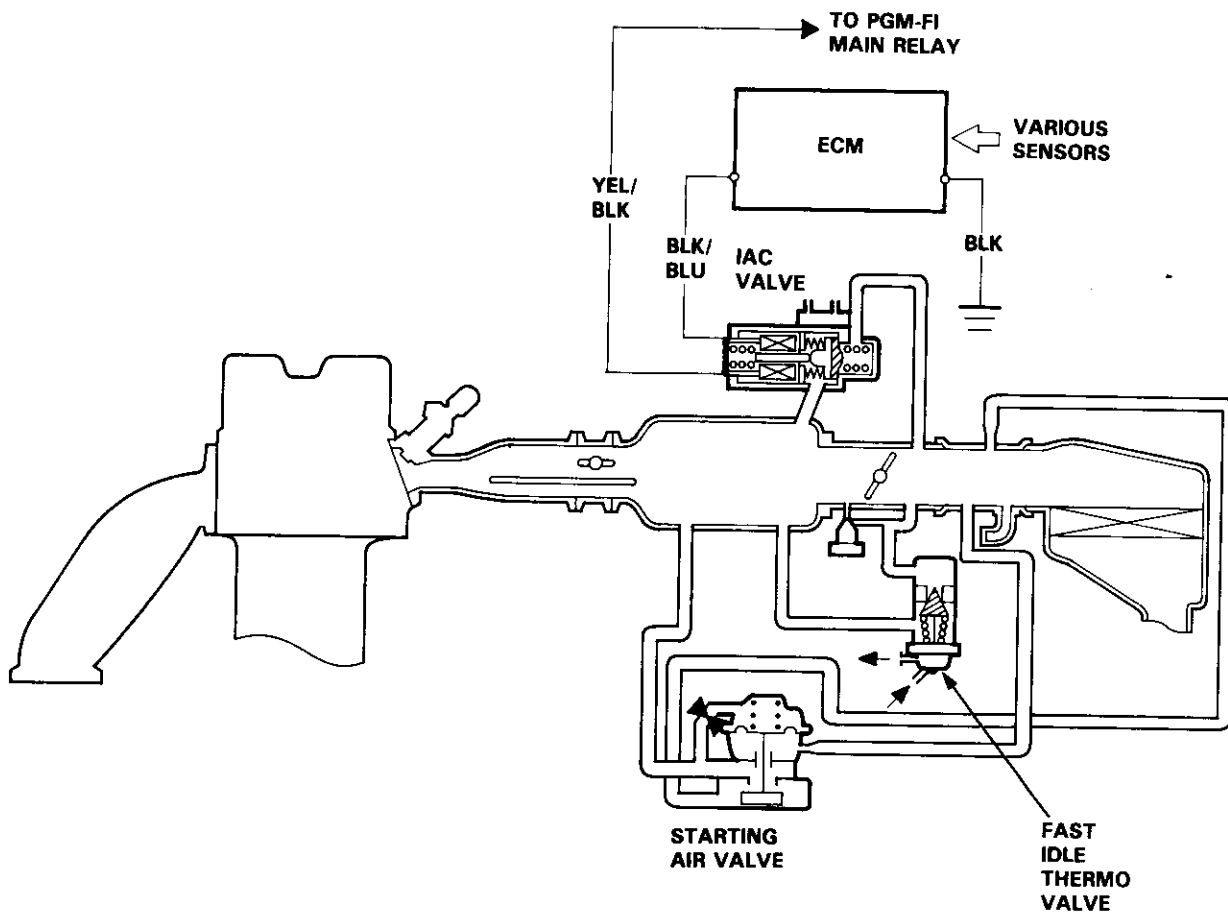 TO PGM-FI
MAIN RELAY
ECM
VARIOUS
SENSORS
YEL/
BLK
BLK/
BLU
IAC
VALVE
BLK
STARTING
AIR VALVE
FAST
IDLE
THERMO
VALVE